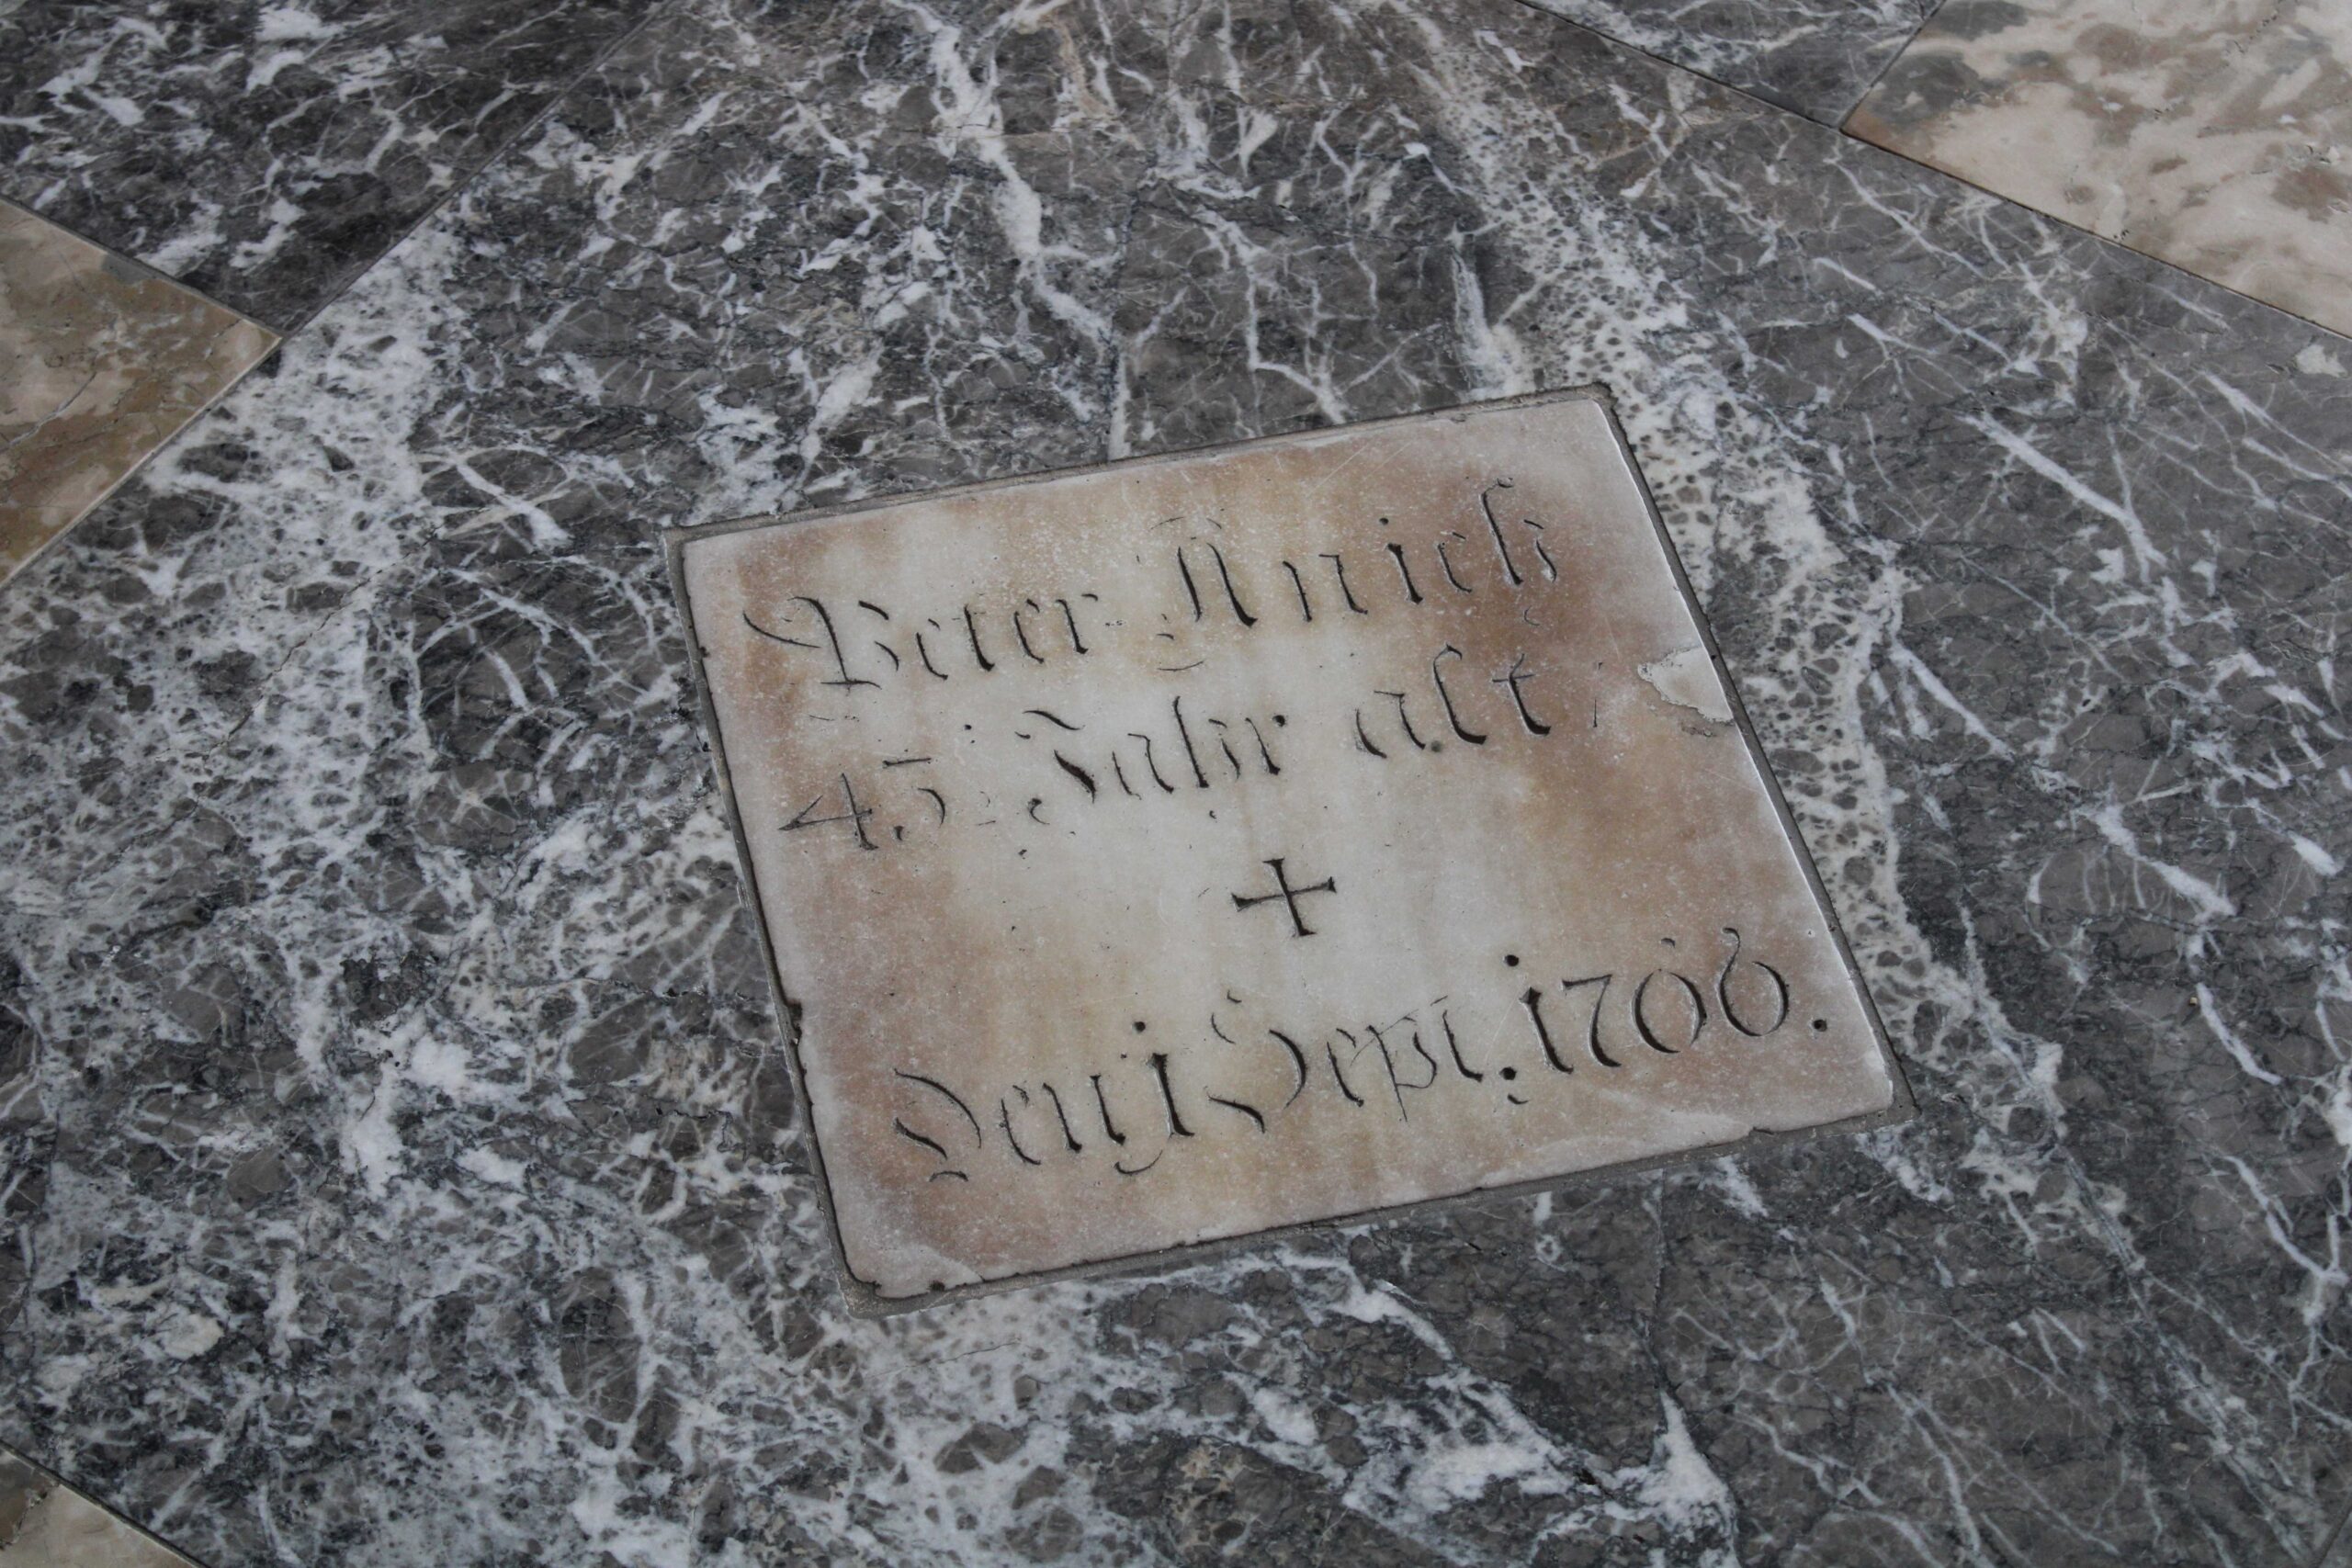 Peter Anich
43 Jahr alt
+
Den 1 Sept. 1766.